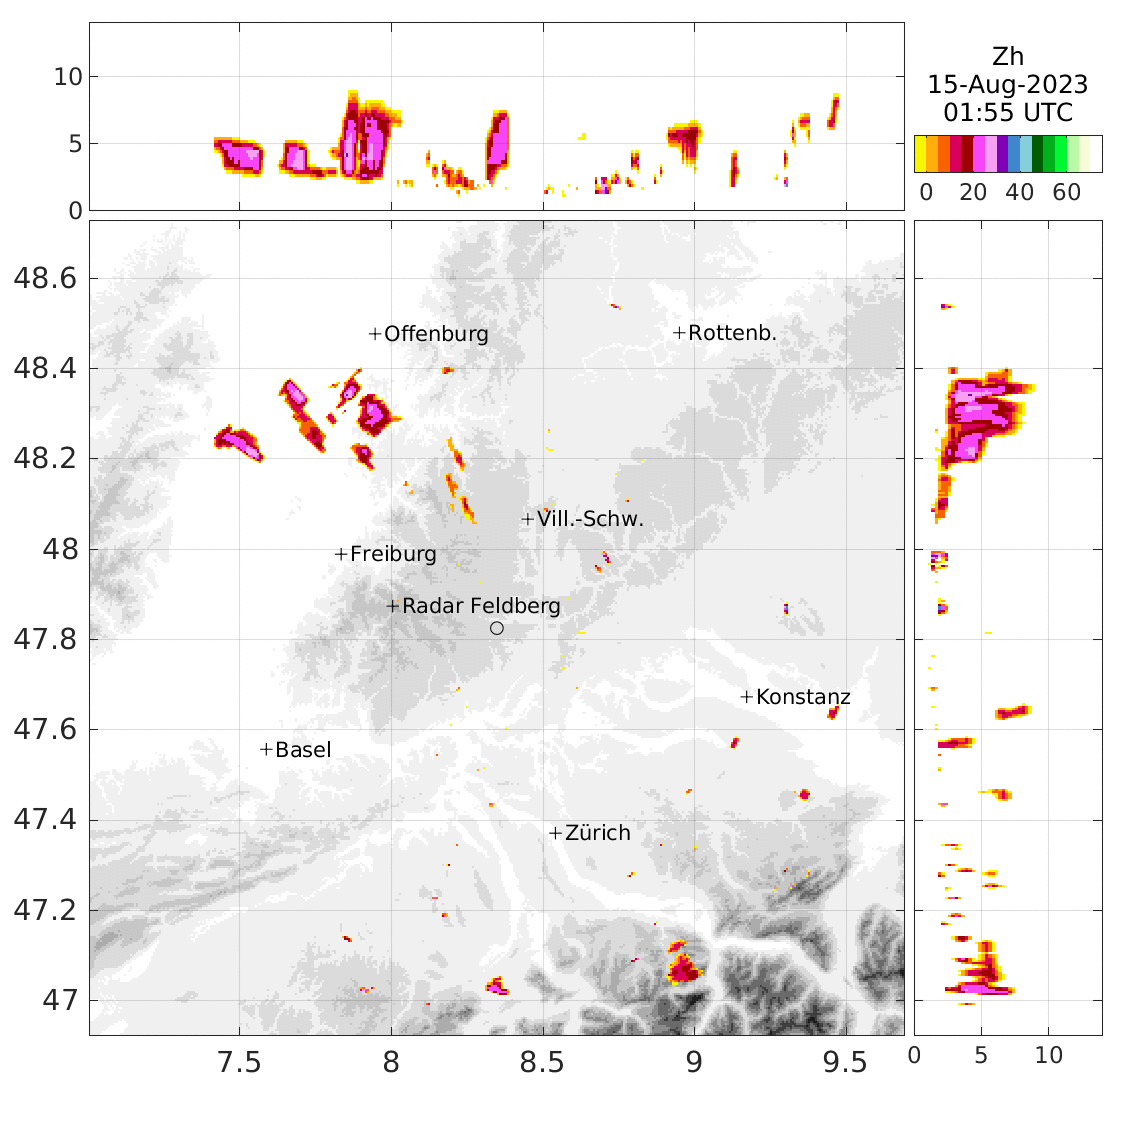 Zh
15-Aug-2023
01:55 UTC
0 20 40 60
10
5
0
48.6
48.4
48.2
48
47.8
47.6
47.4
47.2
47
Offenburg
Rottenb.
Vill.-Schw.
Freiburg
Radar Feldberg
Konstanz
Basel
Zürich
7.5 8 8.5 9 9.5
0 5 10